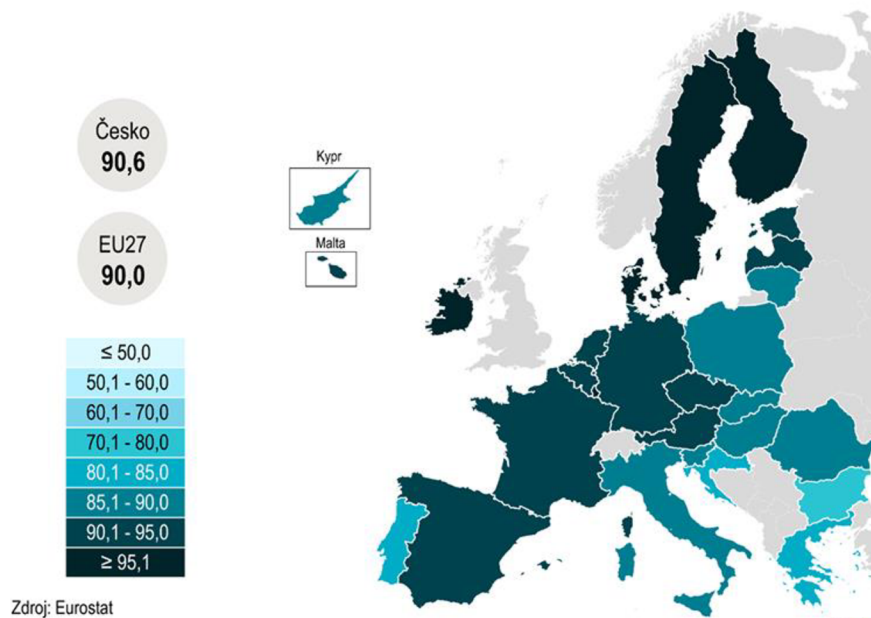 Česko
90,6
EU27
90,0
Kypr
Malta
≤ 50,0
50,1 - 60,0
60,1 - 70,0
70,1 - 80,0
80,1 - 85,0
85,1 - 90,0
90,1 - 95,0
≥ 95,1
Zdroj: Eurostat